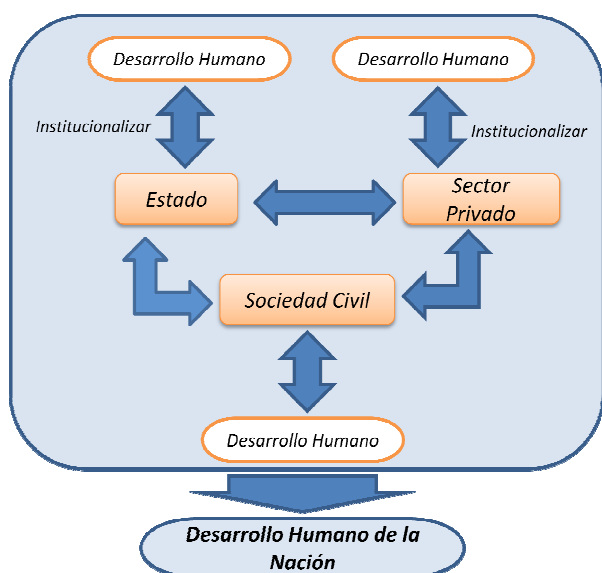 Desarrollo Humano
Desarrollo Humano
Institucionalizar
Institucionalizar
Estado
Sector
Privado
Sociedad Civil
Desarrollo Humano
Desarrollo Humano de la
Nación